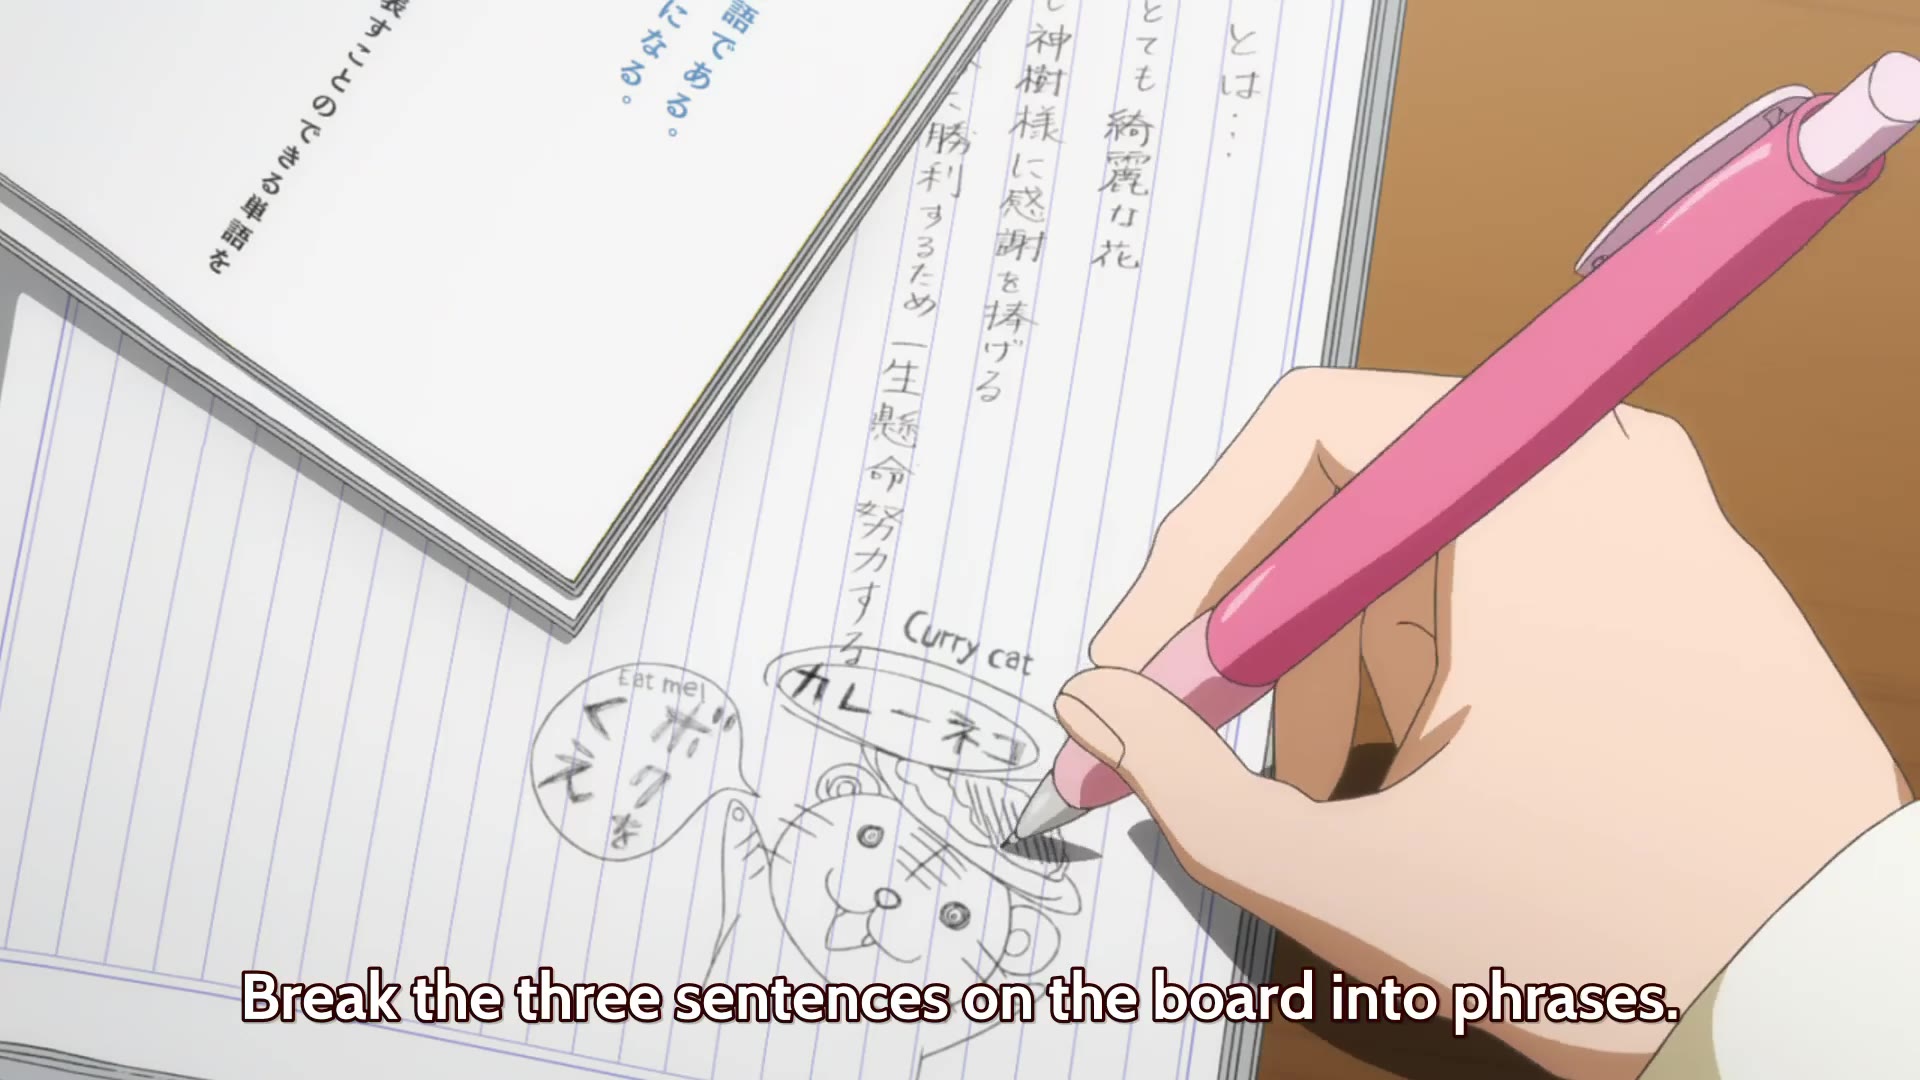 とは…
とても 綺麗な花
神樹様に感謝を捧げる
勝利するため 一生懸命努力する
語である。
になる。
表すことのできる単語を
Curry cat
カレーネコ
Eat me!
ボクを
くえ
Break the three sentences on the board into phrases.